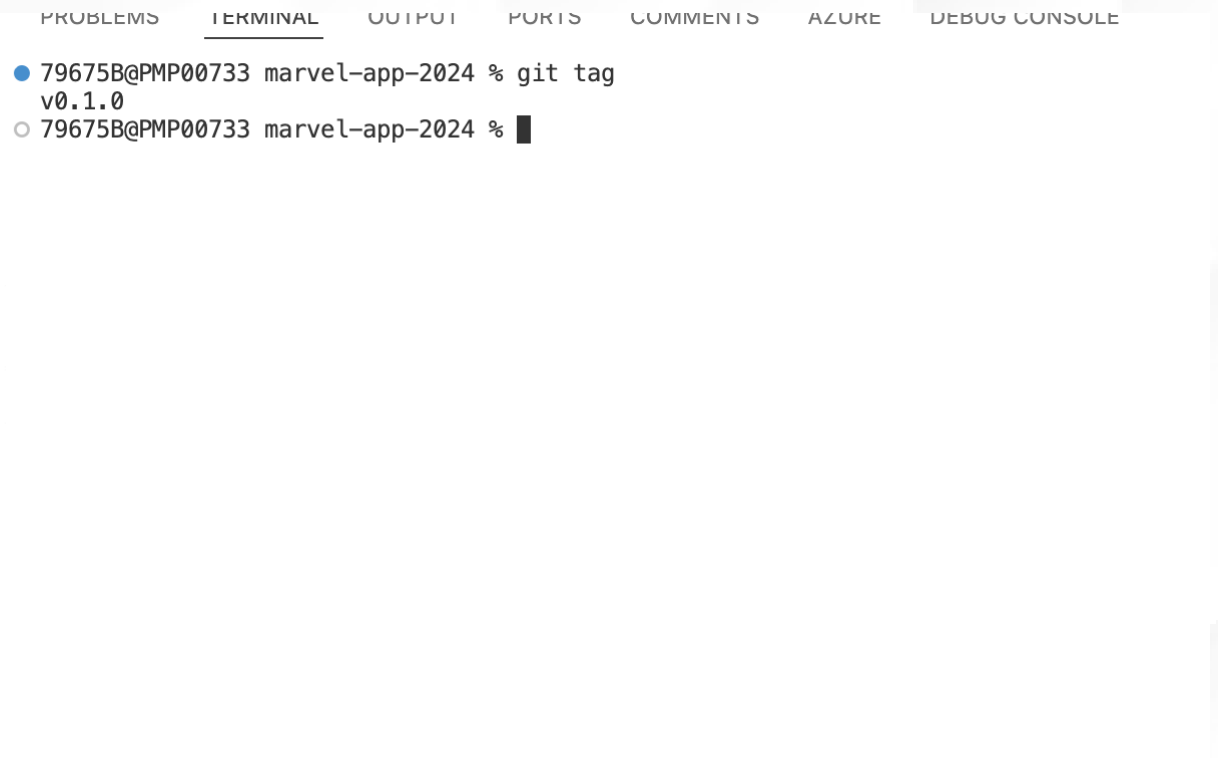 PROBLEMS TERMINAL OUTPUT PORTS COMMENTS AZURE DEBUG CONSOLE
79675B@PMP00733 marvel-app-2024 % git tag
v0.1.0
79675B@PMP00733 marvel-app-2024 %